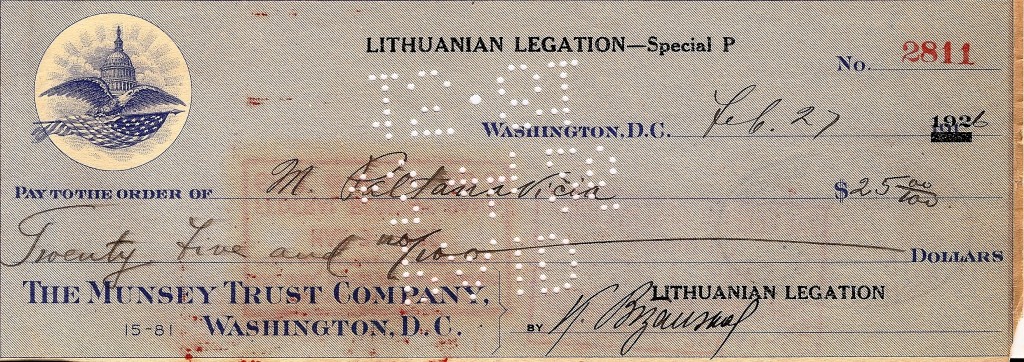 LITHUANIAN LEGATION—Special P
No. 2811
WASHINGTON, D.C. Feb. 27 1926
PAY TO THE ORDER OF M.
$25 00/100
Twenty Five and no/100 DOLLARS
THE MUNSEY TRUST COMPANY,
15-81 WASHINGTON, D.C.
LITHUANIAN LEGATION
BY K.